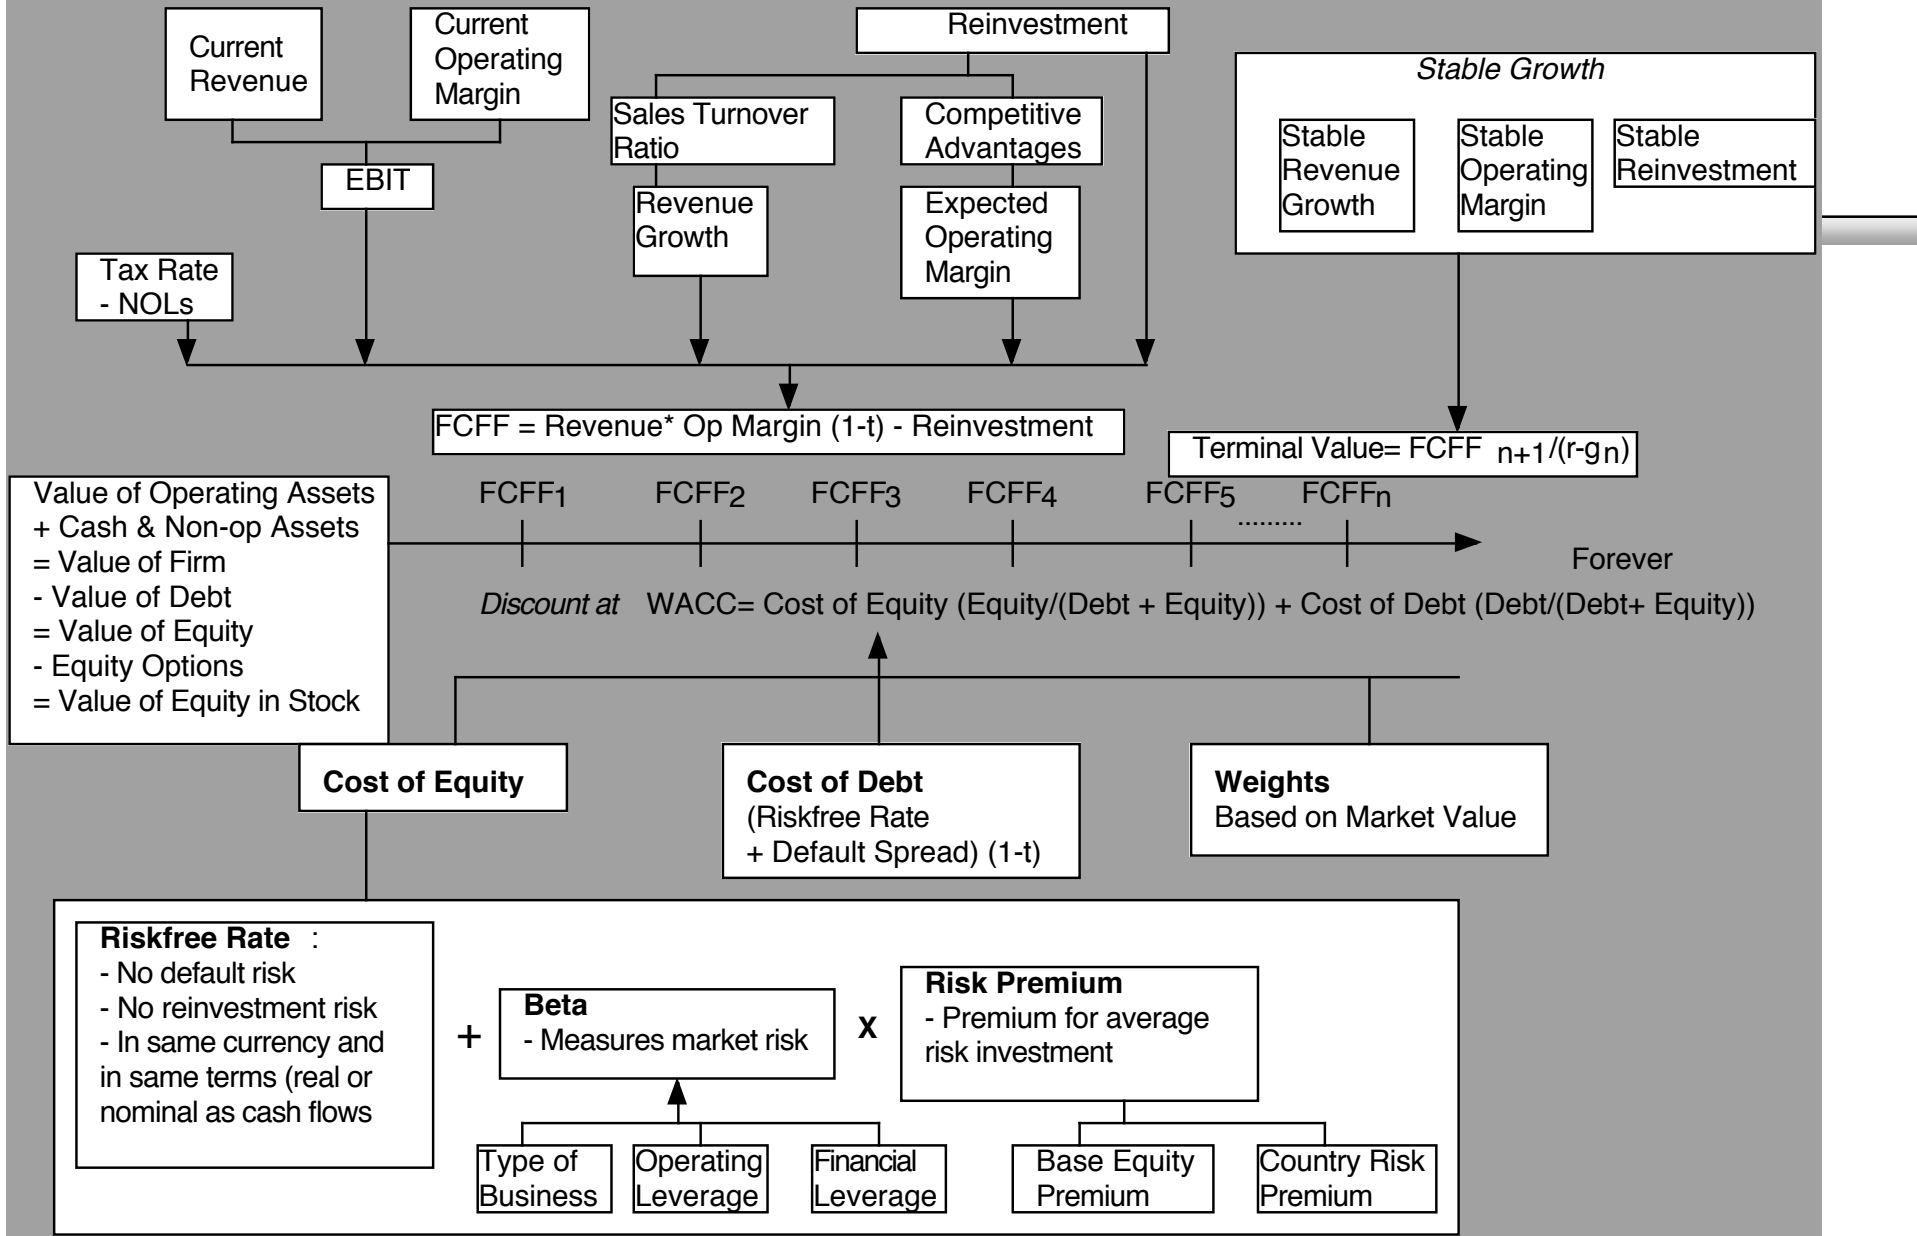 Current
Revenue
Current
Operating
Margin
Reinvestment
Stable Growth
Sales Turnover
Ratio
Competitive
Advantages
Stable
Revenue
Growth
Stable
Operating
Margin
Stable
Reinvestment
EBIT
Revenue
Growth
Expected
Operating
Margin
Tax Rate
- NOLs
FCFF = Revenue* Op Margin (1-t) - Reinvestment
Terminal Value= FCFF n+1/(r-gn)
Value of Operating Assets
+ Cash & Non-op Assets
= Value of Firm
- Value of Debt
= Value of Equity
- Equity Options
= Value of Equity in Stock
FCFF1 FCFF2 FCFF3 FCFF4 FCFF5 ......... FCFFn
Forever
Discount at WACC= Cost of Equity (Equity/(Debt + Equity)) + Cost of Debt (Debt/(Debt+ Equity))
Cost of Equity
Cost of Debt
(Riskfree Rate
+ Default Spread) (1-t)
Weights
Based on Market Value
Riskfree Rate :
- No default risk
- No reinvestment risk
- In same currency and
in same terms (real or
nominal as cash flows
+
Beta
- Measures market risk
X
Risk Premium
- Premium for average
risk investment
Type of
Business
Operating
Leverage
Financial
Leverage
Base Equity
Premium
Country Risk
Premium